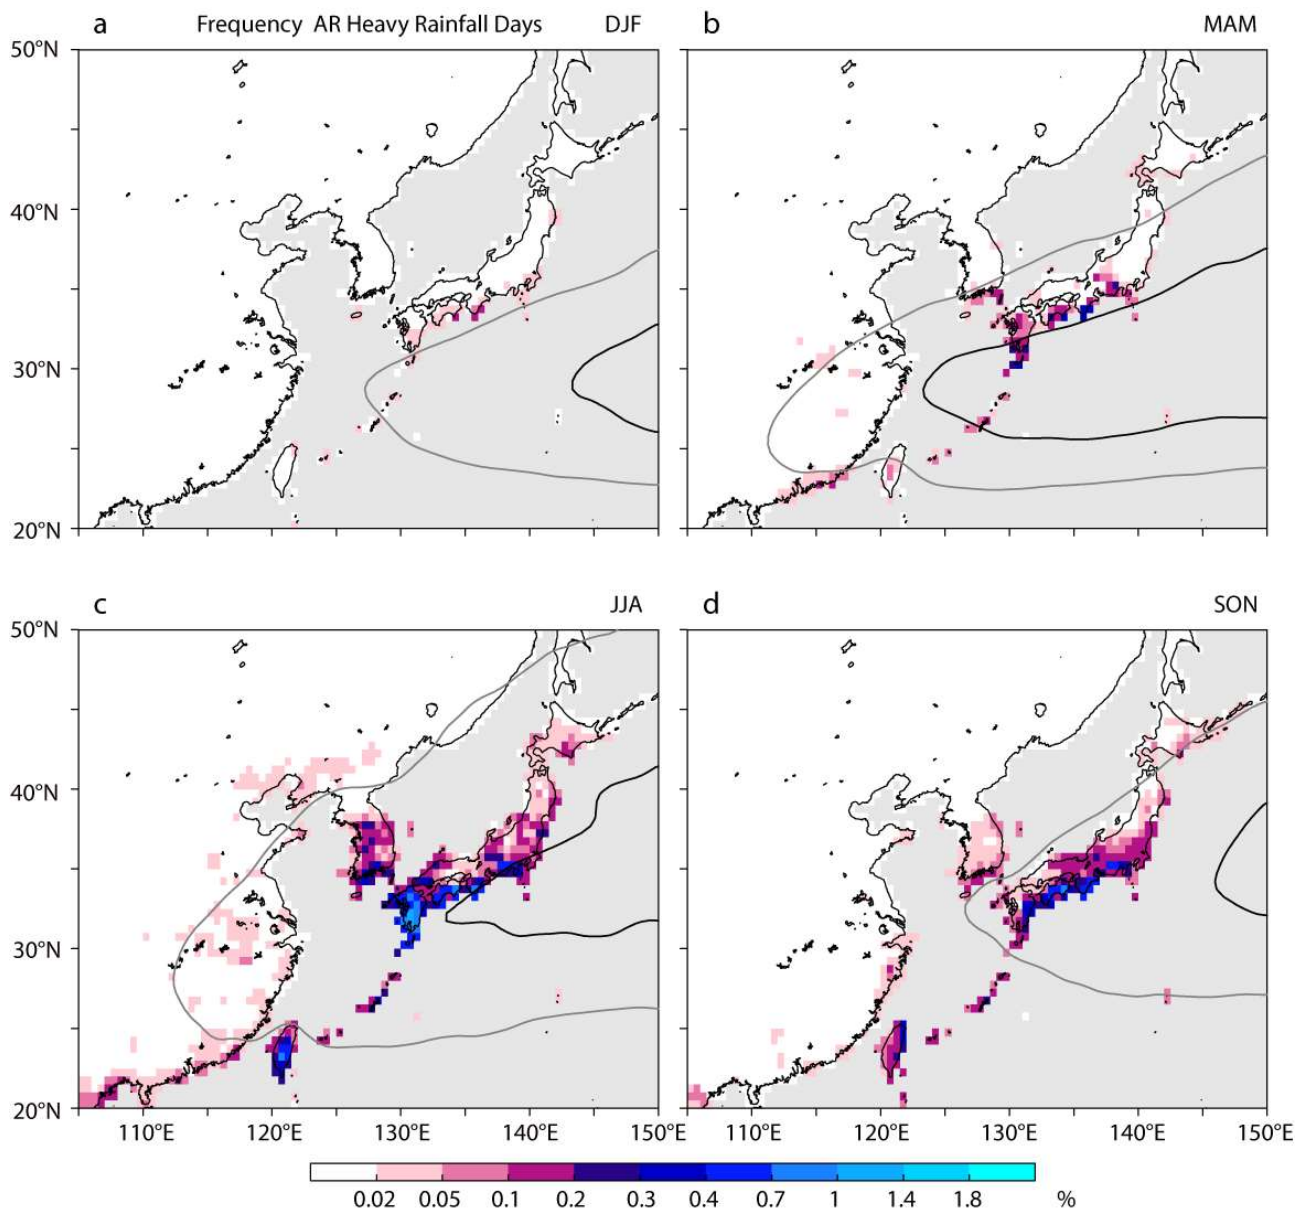 a Frequency AR Heavy Rainfall Days DJF
b MAM
50°N
40°N
30°N
20°N
c JJA
d SON
50°N
40°N
30°N
20°N
110°E 120°E 130°E 140°E 150°E
110°E 120°E 130°E 140°E 150°E
0.02 0.05 0.1 0.2 0.3 0.4 0.7 1 1.4 1.8 %